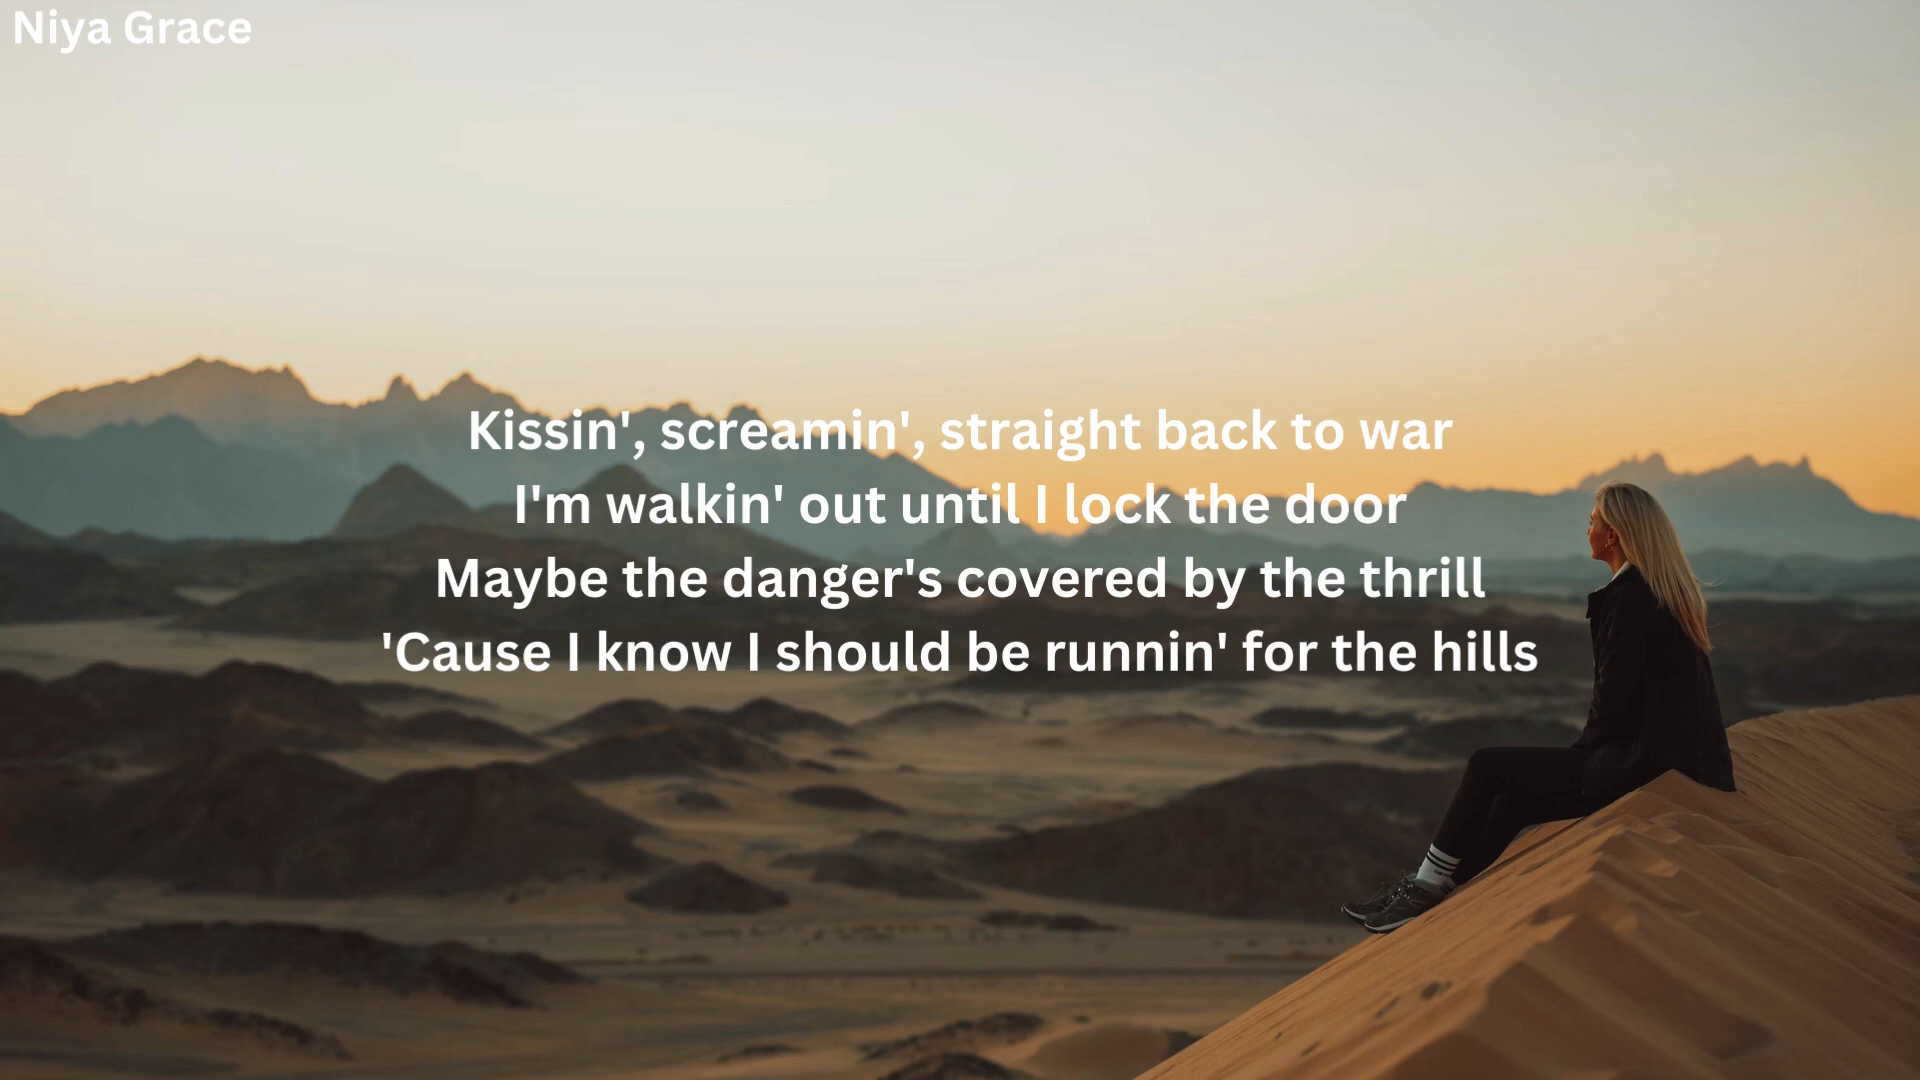 Niya Grace
Kissin', screamin', straight back to war
I'm walkin' out until I lock the door
Maybe the danger's covered by the thrill
'Cause I know I should be runnin' for the hills